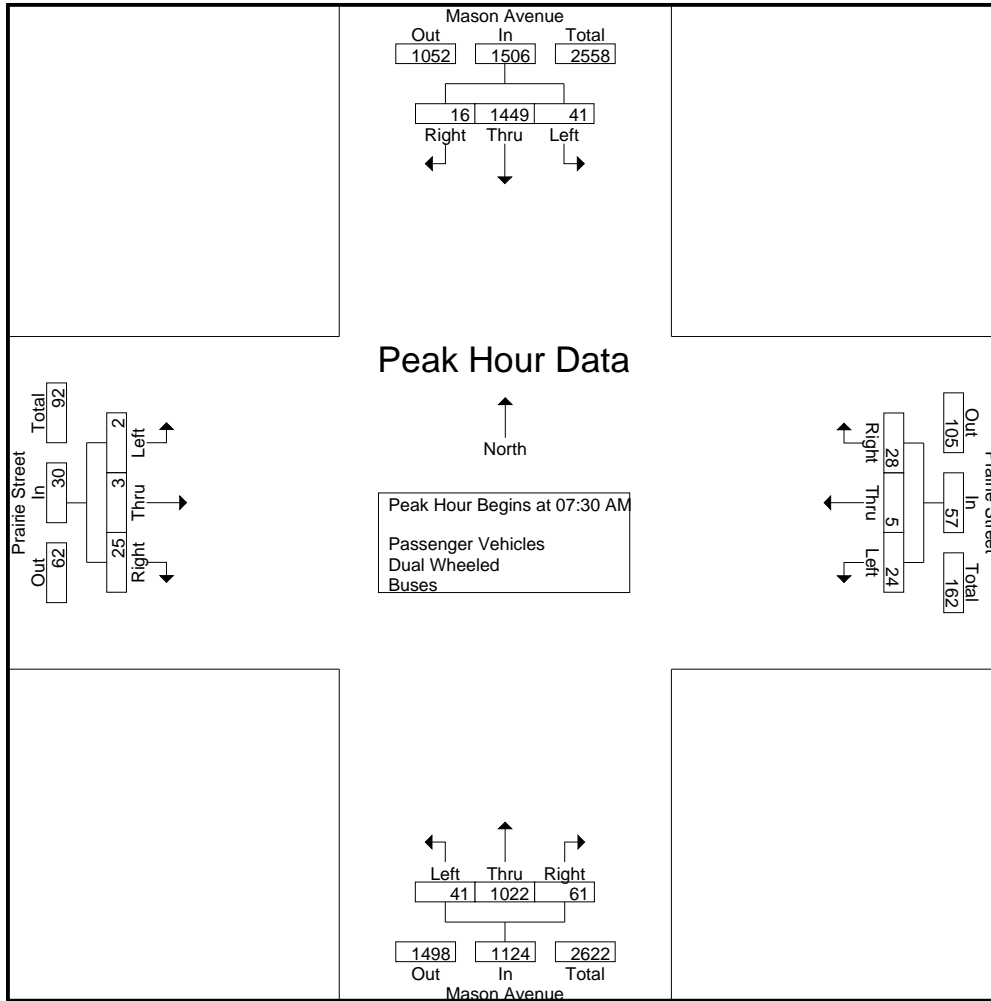 Mason Avenue
Out In Total
1052 1506 2558
16 1449 41
Right Thru Left
Peak Hour Data
North
Peak Hour Begins at 07:30 AM
Passenger Vehicles
Dual Wheeled
Buses
Prairie Street
Total In Out
92 30 62
2 3 25
Left Thru Right
Right Thru Left
28 5 24
Out In Total
105 57 162
Prairie Street
Left Thru Right
41 1022 61
1498 1124 2622
Out In Total
Mason Avenue